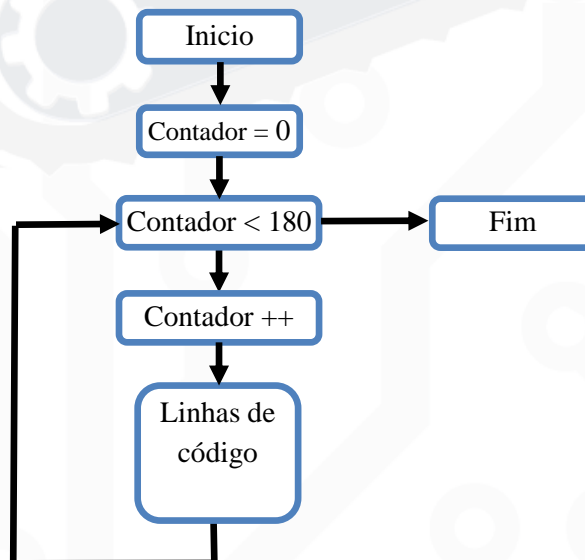 Inicio
Contador = 0
Contador < 180
Fim
Contador ++
Linhas de
código